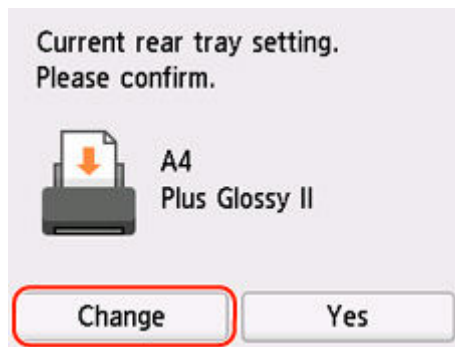 Current rear tray setting.
Please confirm.
A4
Plus Glossy II
Change
Yes